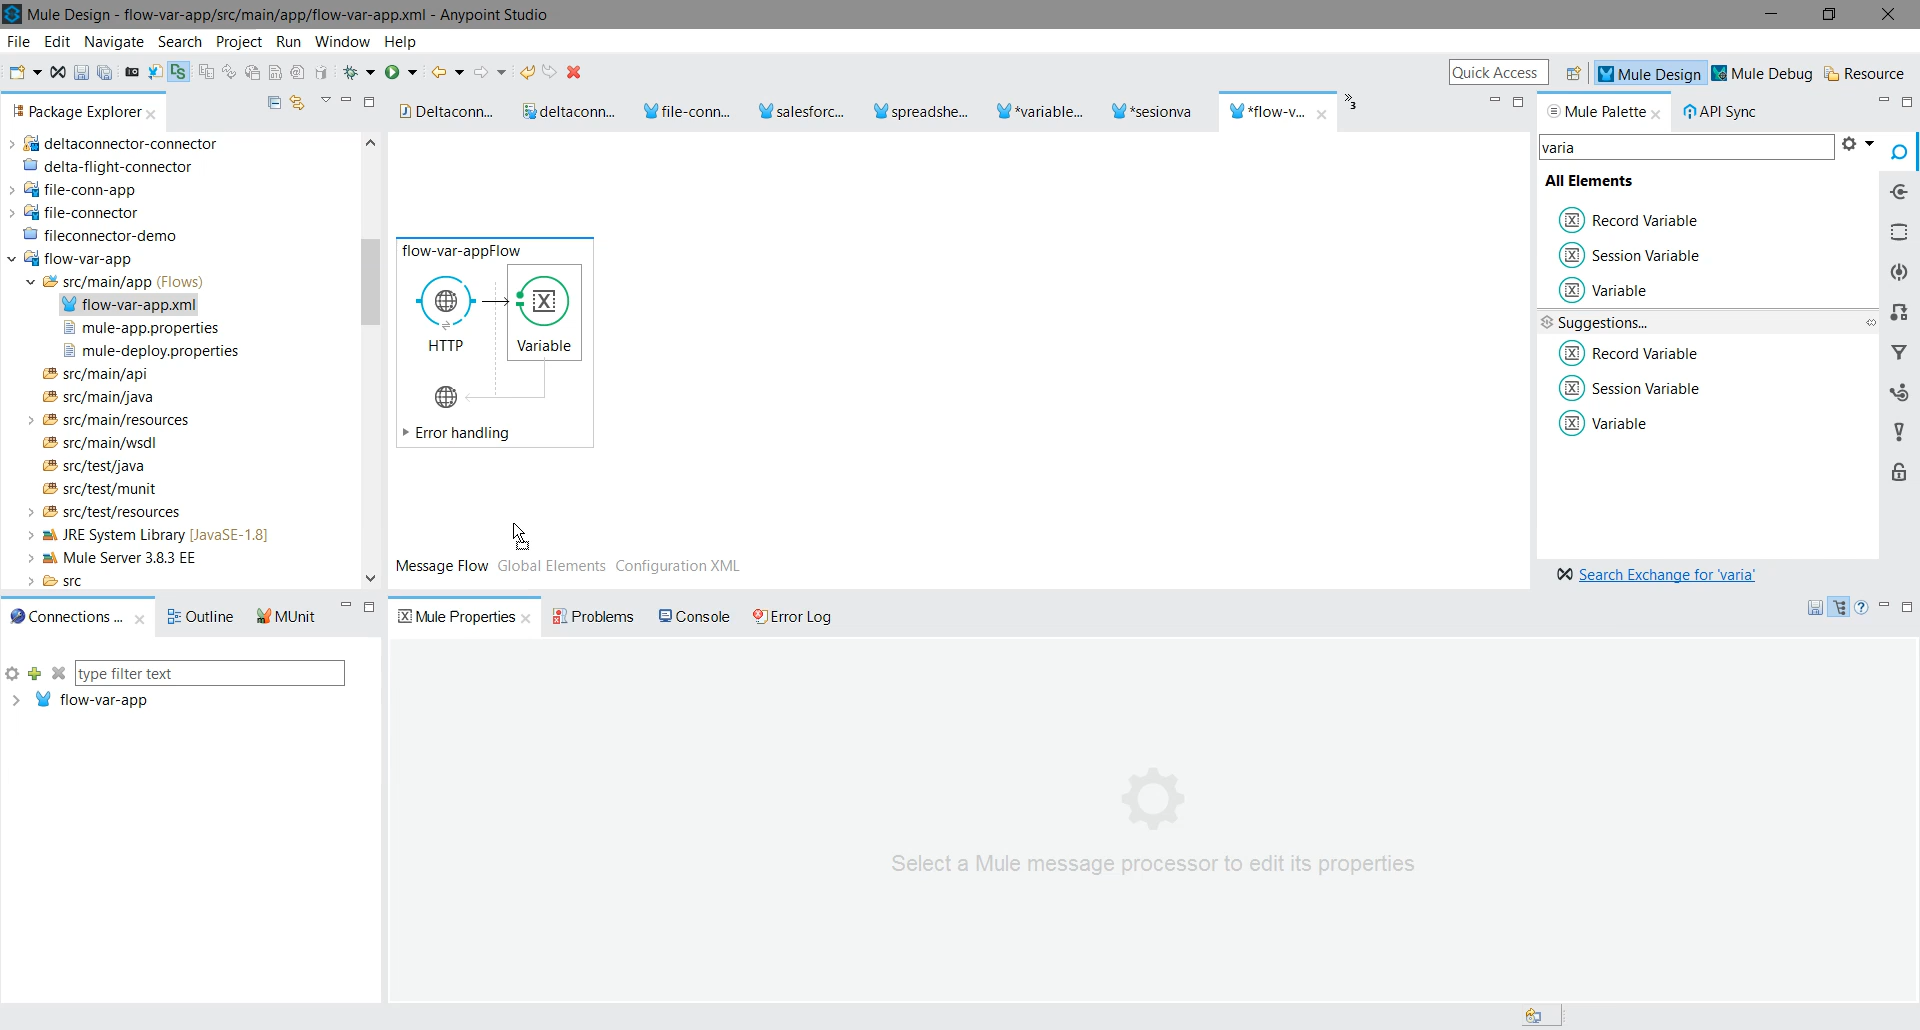 Mule Design - flow-var-app/src/main/app/flow-var-app.xml - Anypoint Studio
File Edit Navigate Search Project Run Window Help
Quick Access Mule Design Mule Debug Resource
Package Explorer
Deltaconn... deltaconn... file-conn... salesforc... spreadshe... *variable... *sesionva *flow-v... »3
Mule Palette API Sync
deltaconnector-connector
delta-flight-connector
file-conn-app
file-connector
fileconnector-demo
flow-var-app
src/main/app (Flows)
flow-var-app.xml
mule-app.properties
mule-deploy.properties
src/main/api
src/main/java
src/main/resources
src/main/wsdl
src/test/java
src/test/munit
src/test/resources
JRE System Library [JavaSE-1.8]
Mule Server 3.8.3 EE
src
flow-var-appFlow
HTTP
Variable
Error handling
Message Flow Global Elements Configuration XML
varia
All Elements
Record Variable
Session Variable
Variable
Suggestions...
Record Variable
Session Variable
Variable
Search Exchange for 'varia'
Connections ... Outline MUnit
type filter text
flow-var-app
Mule Properties Problems Console Error Log
Select a Mule message processor to edit its properties